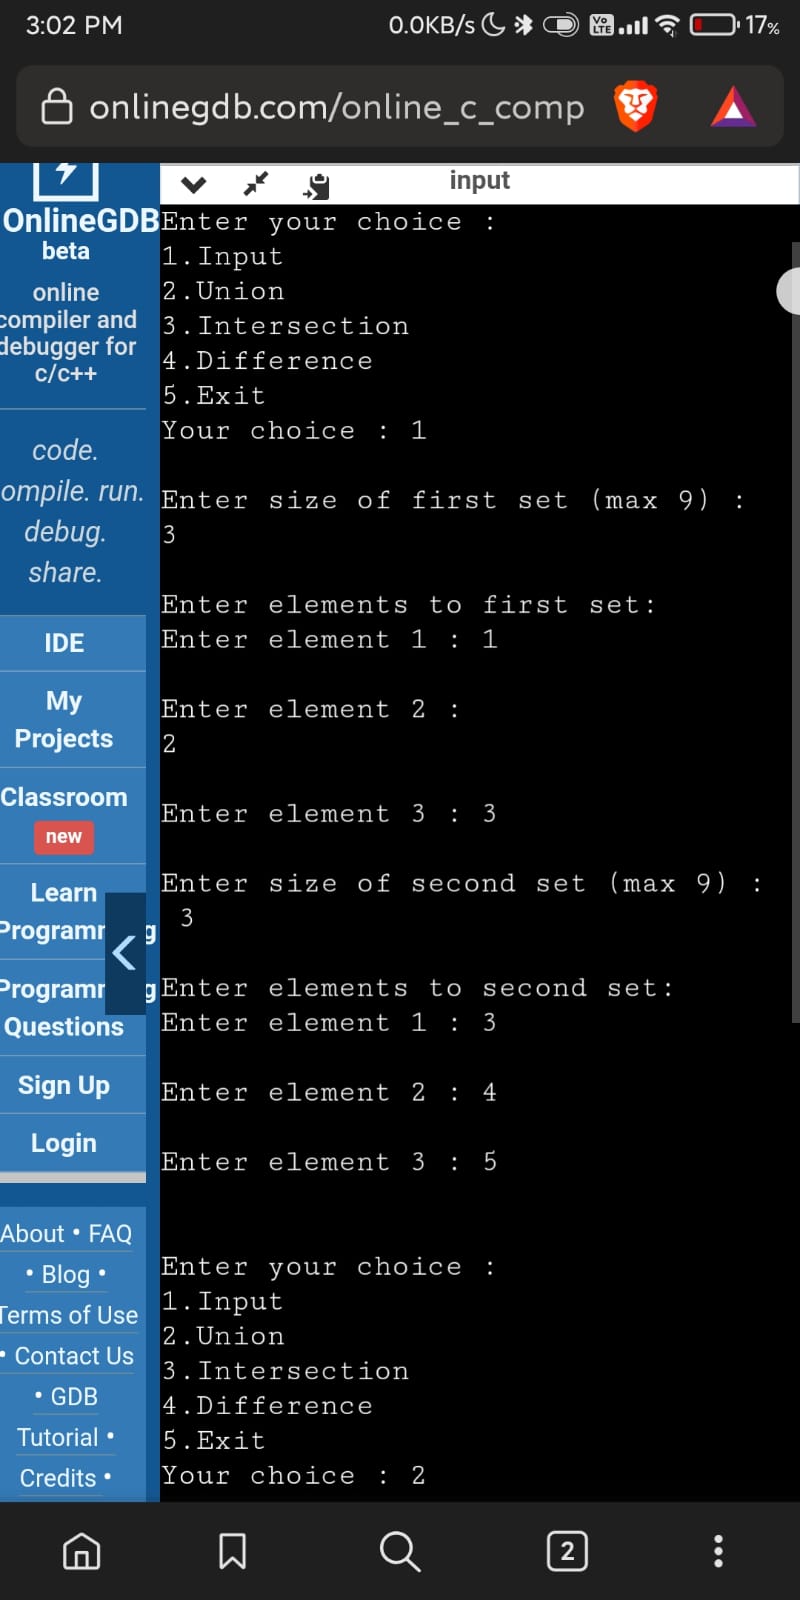 3:02 PM
0.0KB/s
Vo
LTE
17%
onlinegdb.com/online_c_comp
OnlineGDB
beta
online
compiler and
debugger for
c/c++
code.
ompile. run.
debug.
share.
IDE
My
Projects
Classroom
new
Learn
Programm g
Programm g
Questions
Sign Up
Login
About • FAQ
• Blog •
Terms of Use
• Contact Us
• GDB
Tutorial •
Credits •
input
Enter your choice :
1.Input
2.Union
3.Intersection
4.Difference
5.Exit
Your choice : 1
Enter size of first set (max 9) :
3
Enter elements to first set:
Enter element 1 : 1
Enter element 2 :
2
Enter element 3 : 3
Enter size of second set (max 9) :
3
Enter elements to second set:
Enter element 1 : 3
Enter element 2 : 4
Enter element 3 : 5
Enter your choice :
1.Input
2.Union
3.Intersection
4.Difference
5.Exit
Your choice : 2
2